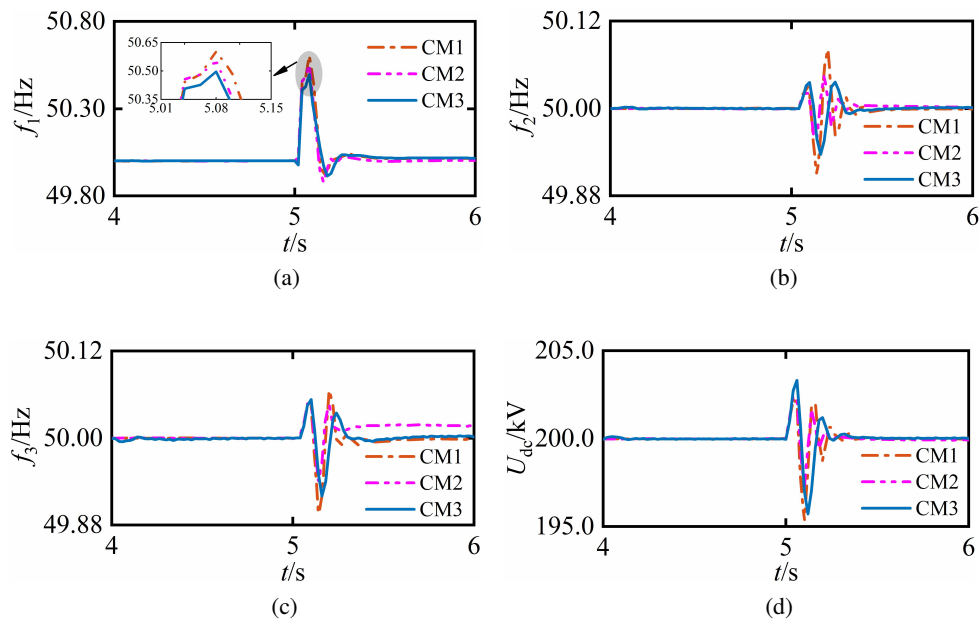 50.80
f1/Hz
50.30
49.80
50.65
50.50
50.35
5.01
5.08
5.15
CM1
CM2
CM3
4
5
6
t/s
(a)
50.12
f2/Hz
50.00
49.88
CM1
CM2
CM3
4
5
6
t/s
(b)
50.12
f3/Hz
50.00
49.88
CM1
CM2
CM3
4
5
6
t/s
(c)
205.0
Udc/kV
200.0
195.0
CM1
CM2
CM3
4
5
6
t/s
(d)